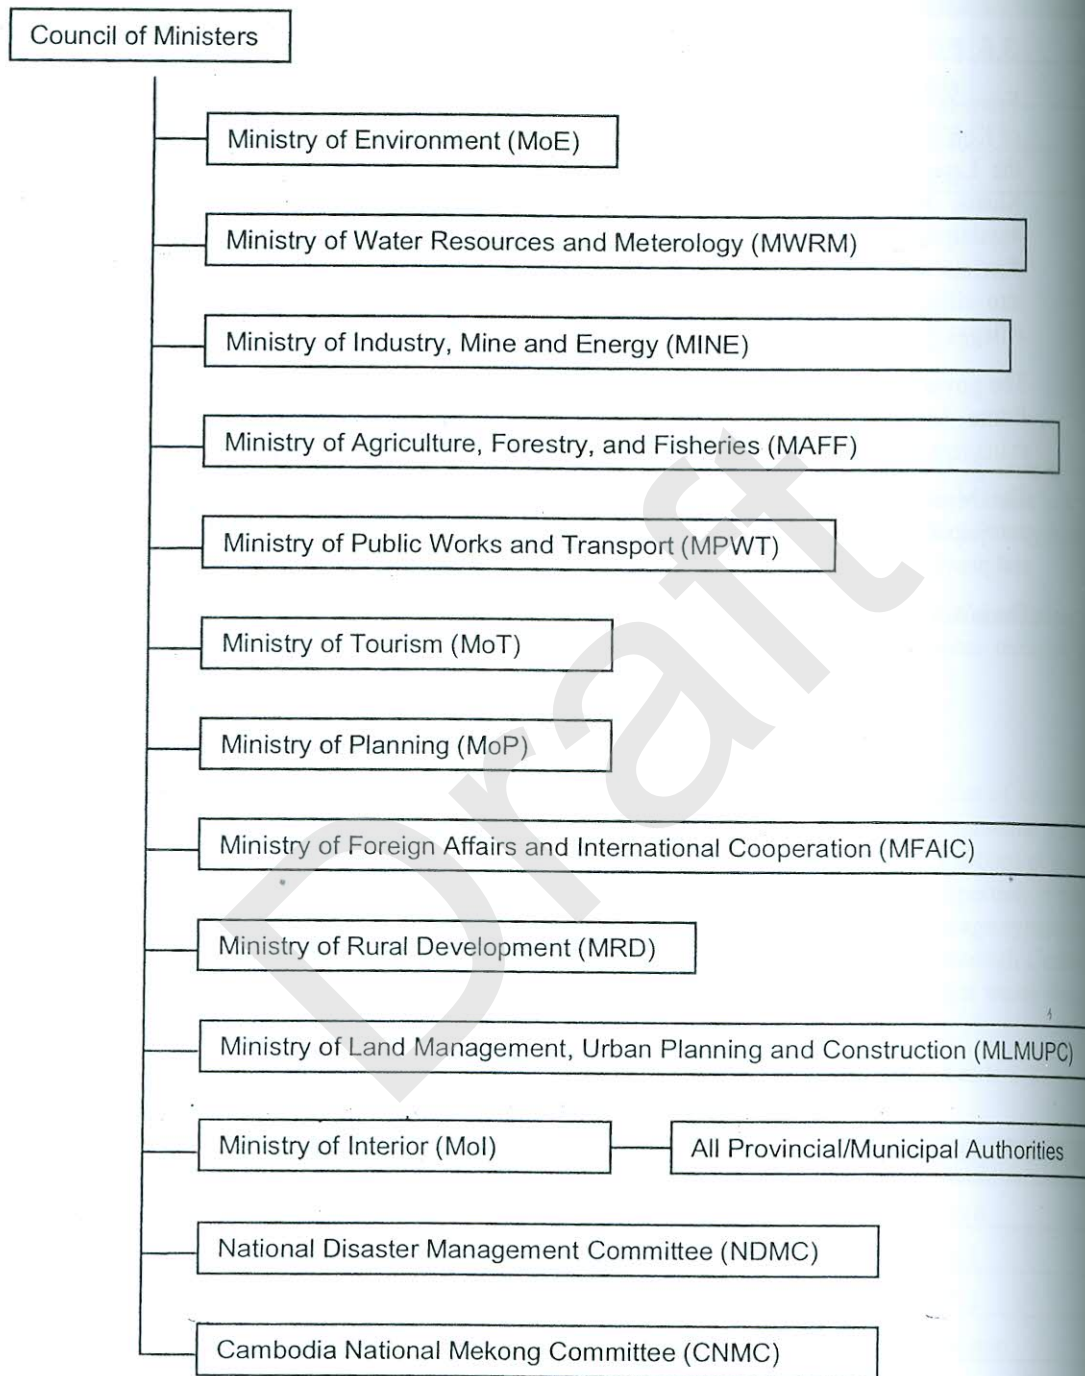 Council of Ministers
Ministry of Environment (MoE)
Ministry of Water Resources and Meterology (MWRM)
Ministry of Industry, Mine and Energy (MINE)
Ministry of Agriculture, Forestry, and Fisheries (MAFF)
Ministry of Public Works and Transport (MPWT)
Ministry of Tourism (MoT)
Ministry of Planning (MoP)
Ministry of Foreign Affairs and International Cooperation (MFAIC)
Ministry of Rural Development (MRD)
Ministry of Land Management, Urban Planning and Construction (MLMUPC)
Ministry of Interior (MoI)
All Provincial/Municipal Authorities
National Disaster Management Committee (NDMC)
Cambodia National Mekong Committee (CNMC)
Draft